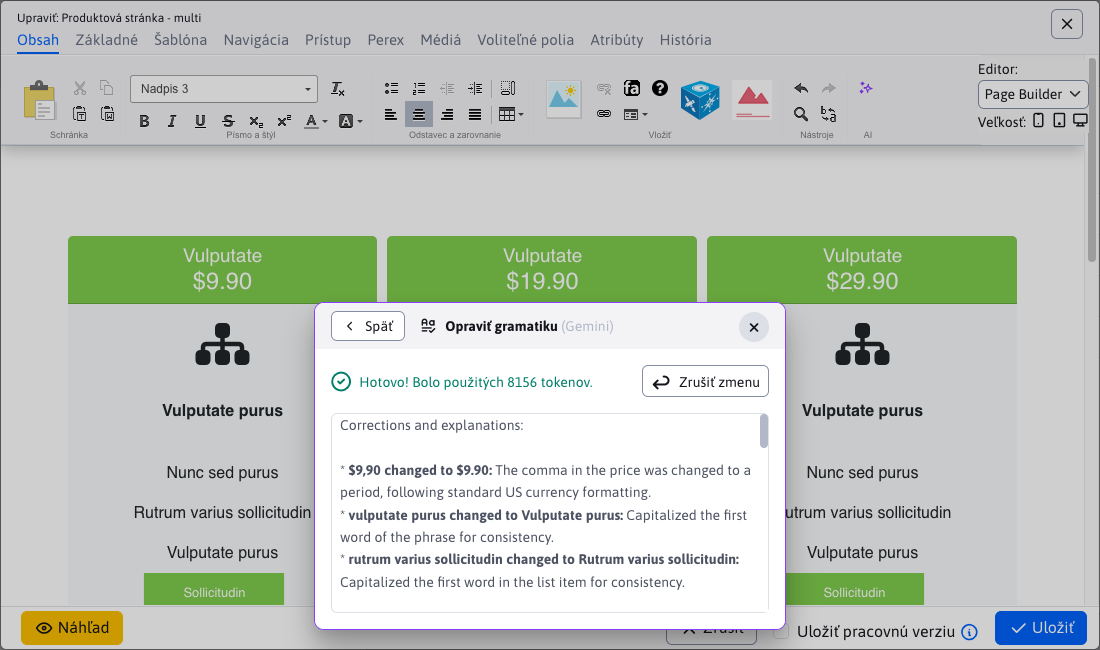 Upraviť: Produktová stránka - multi
Obsah Základné Šablóna Navigácia Prístup Perex Médiá Voliteľné polia Atribúty História
Editor:
Nadpis 3
Page Builder
Veľkosť:
Schránka Písmo a štýl Odstavec a zarovnanie Vložiť Nástroje AI
Vulputate Vulputate Vulputate
$9.90 $19.90 $29.90
Späť Opraviť gramatiku (Gemini)
Hotovo! Bolo použitých 8156 tokenov. Zrušiť zmenu
Vulputate purus Vulputate purus
Corrections and explanations:
* $9,90 changed to $9.90: The comma in the price was changed to a
period, following standard US currency formatting.
* vulputate purus changed to Vulputate purus: Capitalized the first
word of the phrase for consistency.
* rutrum varius sollicitudin changed to Rutrum varius sollicitudin:
Capitalized the first word in the list item for consistency.
Nunc sed purus Nunc sed purus
Rutrum varius sollicitudin utrum varius sollicitudin
Vulputate purus Vulputate purus
Sollicitudin Sollicitudin
Náhľad Zrušiť Uložiť pracovnú verziu Uložiť